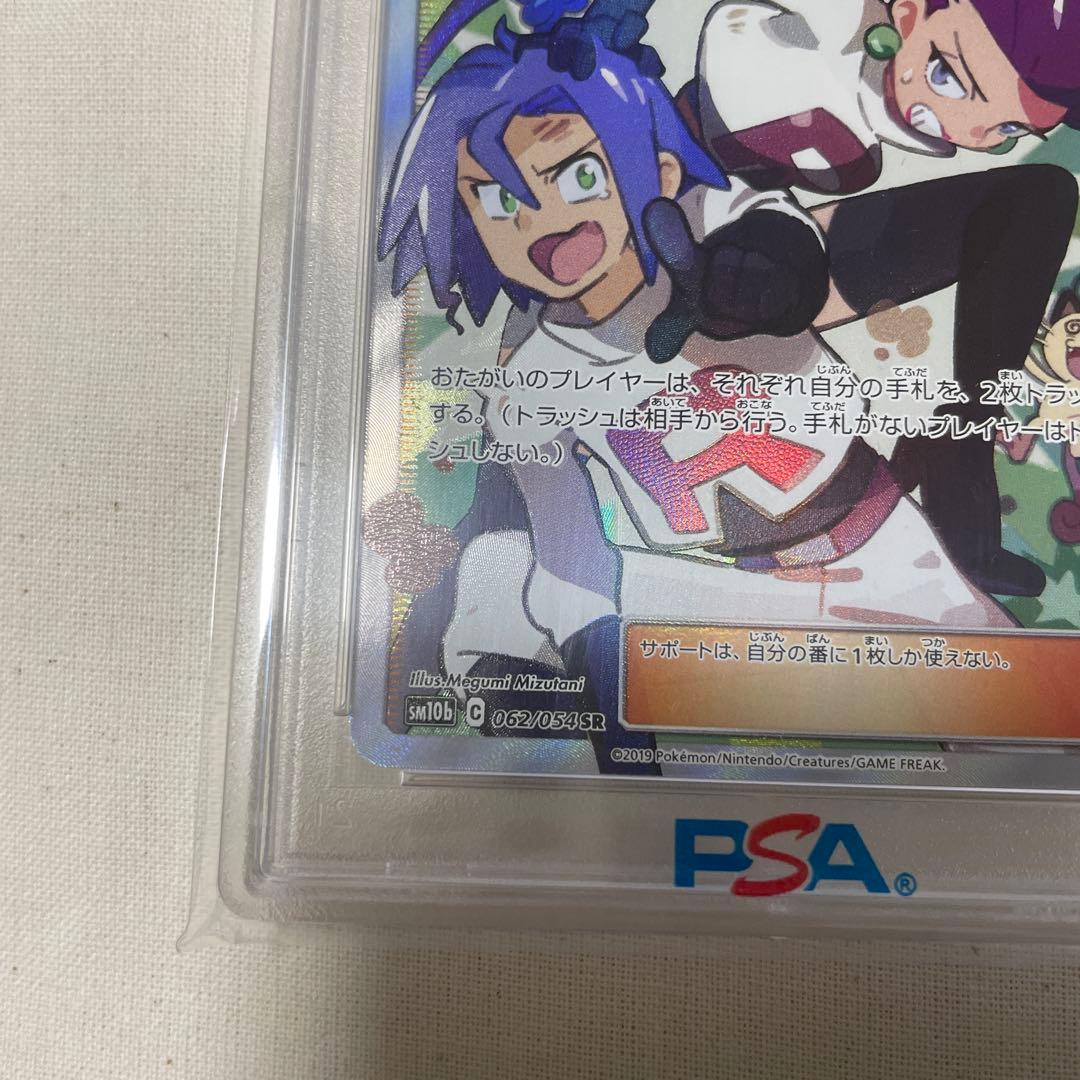 おたがいのプレイヤーは、それぞれ自分の手札を、2枚トラッ
する。（トラッシュは相手から行う。手札がないプレイヤーはト
シュしない。）
サポートは、自分の番に1枚しか使えない。
Illus.Megumi Mizutani
SM10b C 062/054 SR
©2019 Pokémon/Nintendo/Creatures/GAME FREAK.
PSA®